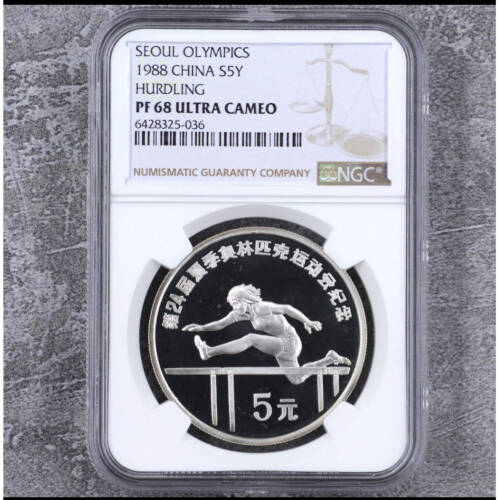 SEOUL OLYMPICS
1988 CHINA S5Y
HURDLING
PF 68 ULTRA CAMEO
6428325-036
NUMISMATIC GUARANTY COMPANY
NGC®
第24届夏季奥林匹克运动会纪念
5元